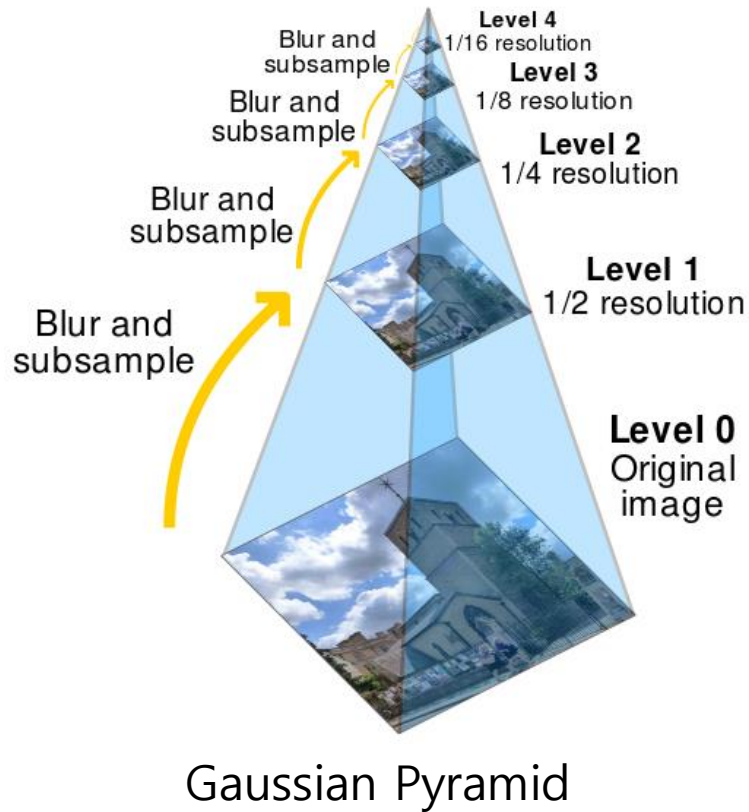 Level 4
1/16 resolution
Blur and
subsample
Level 3
1/8 resolution
Blur and
subsample
Level 2
1/4 resolution
Blur and
subsample
Level 1
1/2 resolution
Blur and
subsample
Level 0
Original
image
Gaussian Pyramid